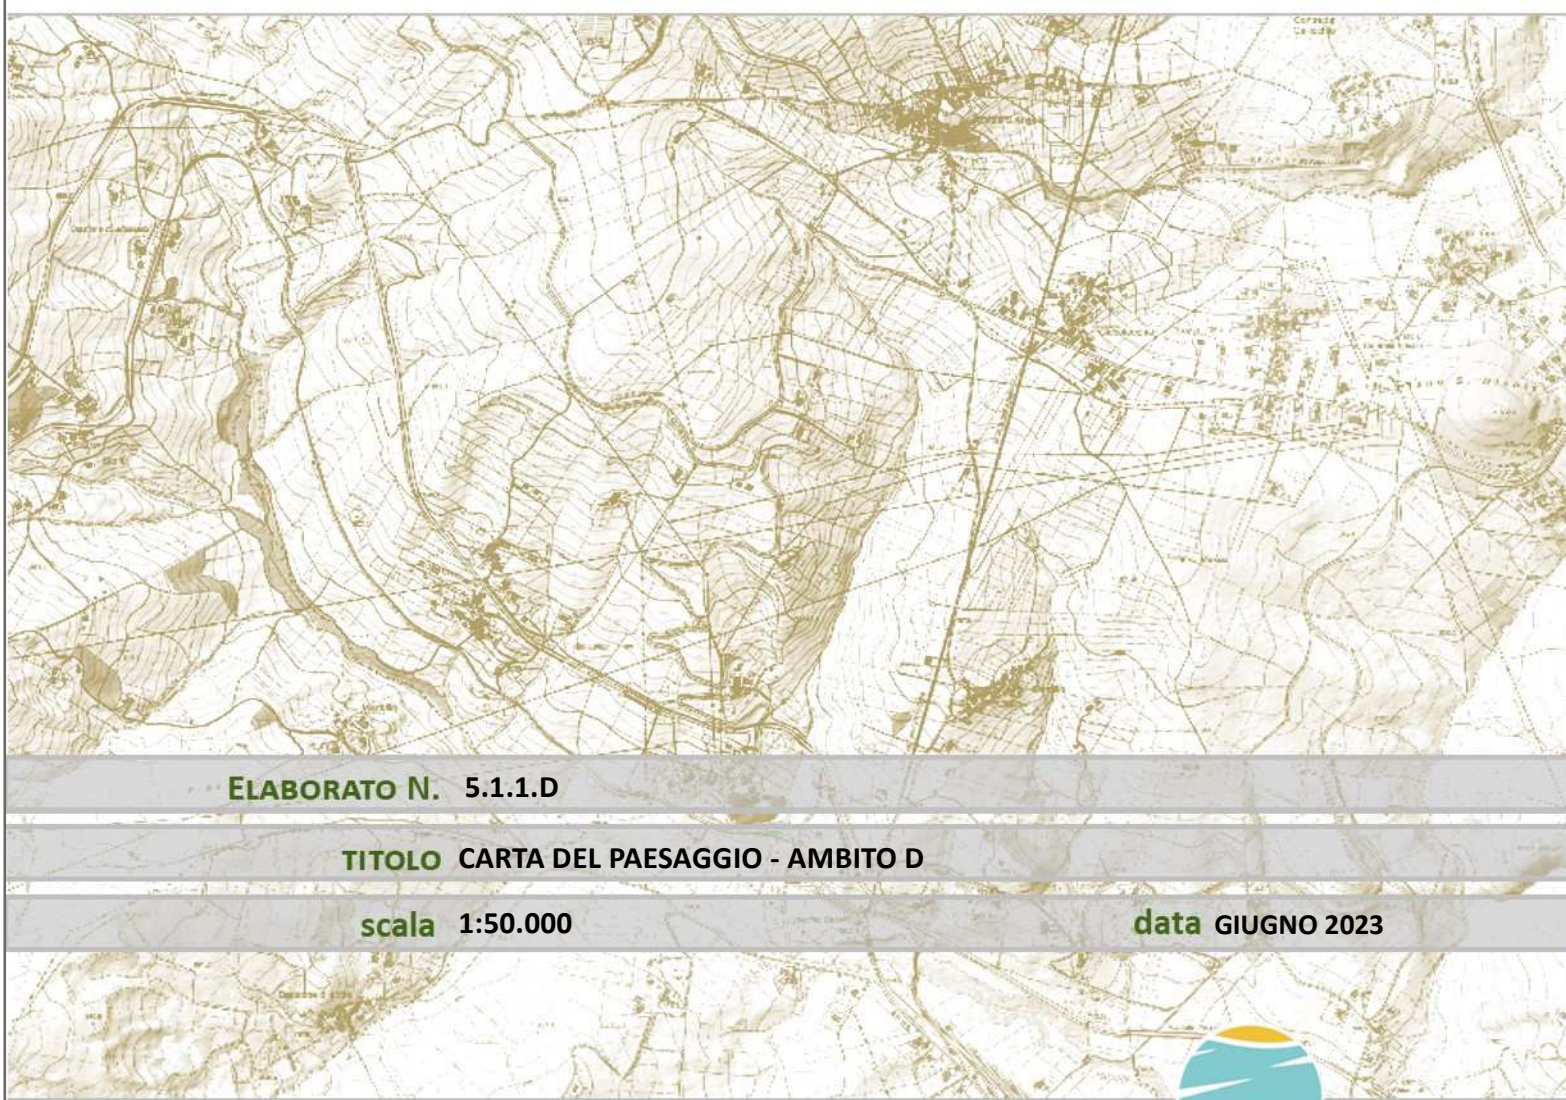 ELABORATO N. 5.1.1.D
TITOLO CARTA DEL PAESAGGIO - AMBITO D
scala 1:50.000 data GIUGNO 2023